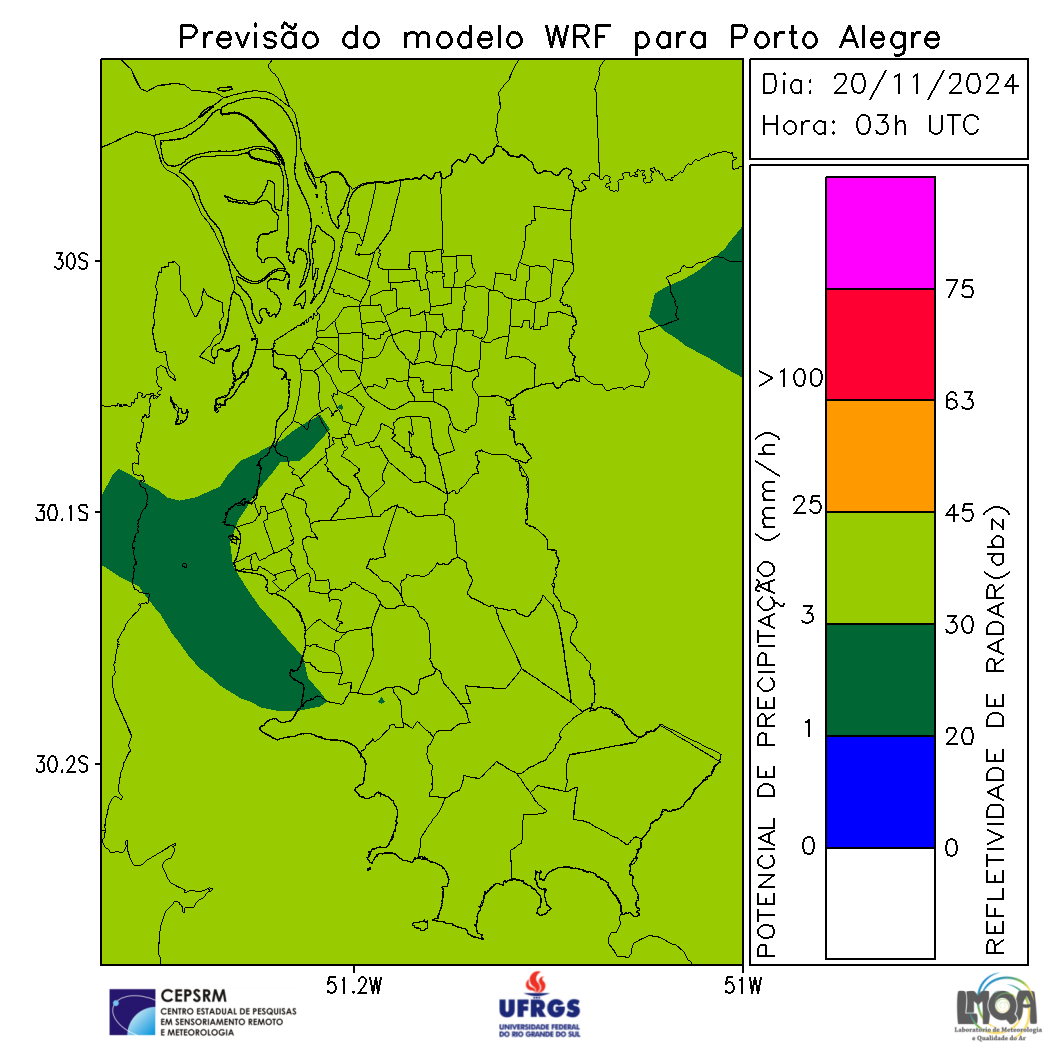 Previsão do modelo WRF para Porto Alegre
Dia: 20/11/2024
Hora: 03h UTC
30S
30.1S
30.2S
51.2W
51W
POTENCIAL DE PRECIPITAÇÃO (mm/h)
>100
25
3
1
0
75
63
45
30
20
0
REFLETIVIDADE DE RADAR(dbz)
CEPSRM
CENTRO ESTADUAL DE PESQUISAS
EM SENSORIAMENTO REMOTO
E METEOROLOGIA
UFRGS
UNIVERSIDADE FEDERAL
DO RIO GRANDE DO SUL
LMQA
Laboratório de Meteorologia
e Qualidade do Ar